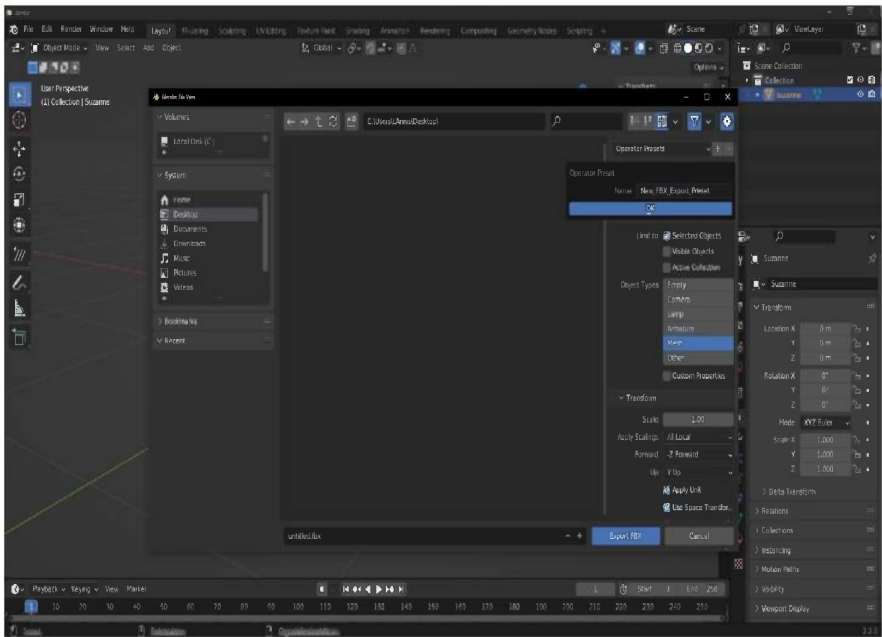 File Edit Render Window Help Layout Modeling Sculpting UV Editing Texture Paint Shading Animation Rendering Compositing Geometry Nodes Scripting + Scene ViewLayer
Object Mode View Select Add Object Global Options
User Perspective
(1) Collection | Suzanne
Scene Collection
Collection
Suzanne
Blender File View
Volumes
Local Disk (C:)
System
Home
Desktop
Documents
Downloads
Music
Pictures
Videos
Bookmarks
Recent
C:\Users\LAnna\Desktop\
Operator Presets
Operator Preset
Name New_FBX_Export_Preset
OK
Limit to Selected Objects
Visible Objects
Active Collection
Object Types Empty
Camera
Lamp
Armature
Mesh
Other
Custom Properties
Transform
Scale 1.00
Apply Scalings All Local
Forward -Z Forward
Up Y Up
Apply Unit
Use Space Transfor..
untitled.fbx - + Export FBX Cancel
Suzanne
Suzanne
Transform
Location X 0 m
Y 0 m
Z 0 m
Rotation X 0°
Y 0°
Z 0°
Mode XYZ Euler
Scale X 1.000
Y 1.000
Z 1.000
Delta Transform
Relations
Collections
Instancing
Motion Paths
Visibility
Viewport Display
Playback Keying View Marker 1 Start 1 End 250
1 10 20 30 40 50 60 70 80 90 100 110 120 130 140 150 160 170 180 190 200 210 220 230 240 250